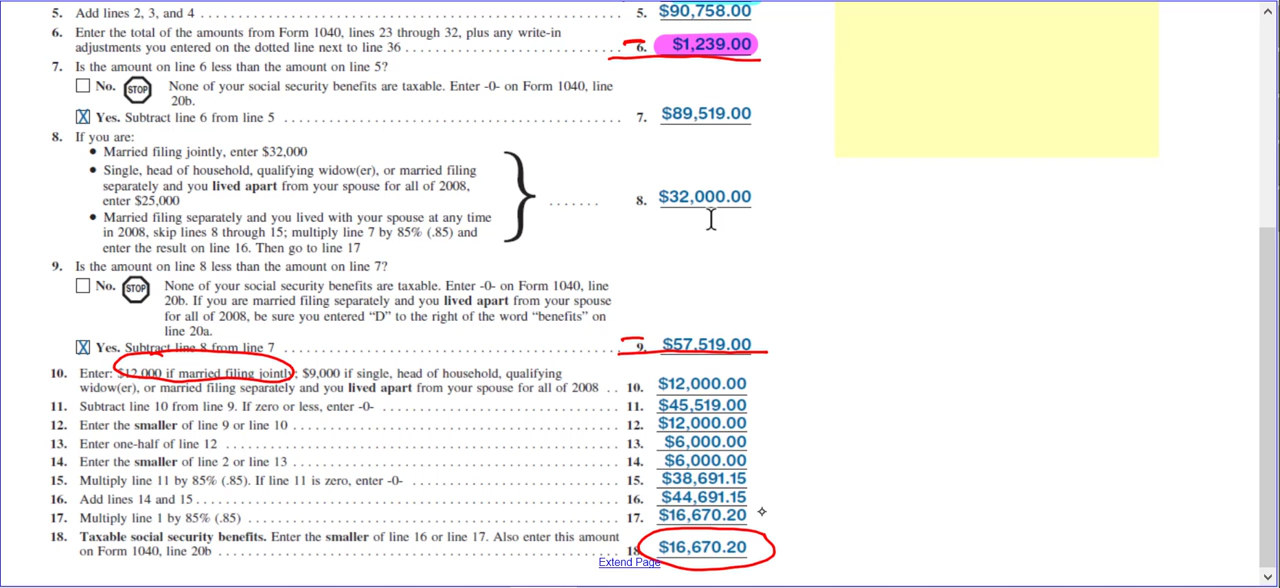 5. Add lines 2, 3, and 4 . . . . . . . . . . . . . . . . . . . . . . . . . . . . . . . . 5. $90,758.00
6. Enter the total of the amounts from Form 1040, lines 23 through 32, plus any write-in
adjustments you entered on the dotted line next to line 36 . . . . . . . . . . . . . . . . 6. $1,239.00
7. Is the amount on line 6 less than the amount on line 5?
No. STOP None of your social security benefits are taxable. Enter -0- on Form 1040, line
20b.
X Yes. Subtract line 6 from line 5 . . . . . . . . . . . . . . . . . . . . . . . . 7. $89,519.00
8. If you are:
• Married filing jointly, enter $32,000
• Single, head of household, qualifying widow(er), or married filing
separately and you lived apart from your spouse for all of 2008,
enter $25,000
. . . . . . . 8. $32,000.00
• Married filing separately and you lived with your spouse at any time
in 2008, skip lines 8 through 15; multiply line 7 by 85% (.85) and
enter the result on line 16. Then go to line 17
9. Is the amount on line 8 less than the amount on line 7?
No. STOP None of your social security benefits are taxable. Enter -0- on Form 1040, line
20b. If you are married filing separately and you lived apart from your spouse
for all of 2008, be sure you entered “D” to the right of the word “benefits” on
line 20a.
X Yes. Subtract line 8 from line 7 . . . . . . . . . . . . . . . . . . . . . . . . 9. $57,519.00
10. Enter: $12,000 if married filing jointly; $9,000 if single, head of household, qualifying
widow(er), or married filing separately and you lived apart from your spouse for all of 2008 . . 10. $12,000.00
11. Subtract line 10 from line 9. If zero or less, enter -0- . . . . . . . . . . . . . . . . 11. $45,519.00
12. Enter the smaller of line 9 or line 10 . . . . . . . . . . . . . . . . . . . . . . . . 12. $12,000.00
13. Enter one-half of line 12 . . . . . . . . . . . . . . . . . . . . . . . . . . . . 13. $6,000.00
14. Enter the smaller of line 2 or line 13 . . . . . . . . . . . . . . . . . . . . . . . . 14. $6,000.00
15. Multiply line 11 by 85% (.85). If line 11 is zero, enter -0- . . . . . . . . . . . . . . . . 15. $38,691.15
16. Add lines 14 and 15 . . . . . . . . . . . . . . . . . . . . . . . . . . . . . . . . 16. $44,691.15
17. Multiply line 1 by 85% (.85) . . . . . . . . . . . . . . . . . . . . . . . . . . . . 17. $16,670.20
18. Taxable social security benefits. Enter the smaller of line 16 or line 17. Also enter this amount
on Form 1040, line 20b . . . . . . . . . . . . . . . . . . . . . . . . . . . . 18 $16,670.20
Extend Page